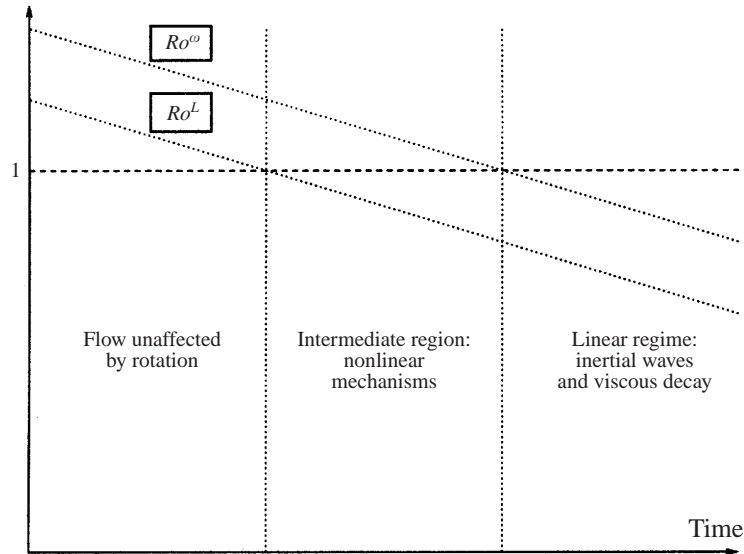 Ro^ω
Ro^L
1
Flow unaffected
by rotation
Intermediate region:
nonlinear
mechanisms
Linear regime:
inertial waves
and viscous decay
Time